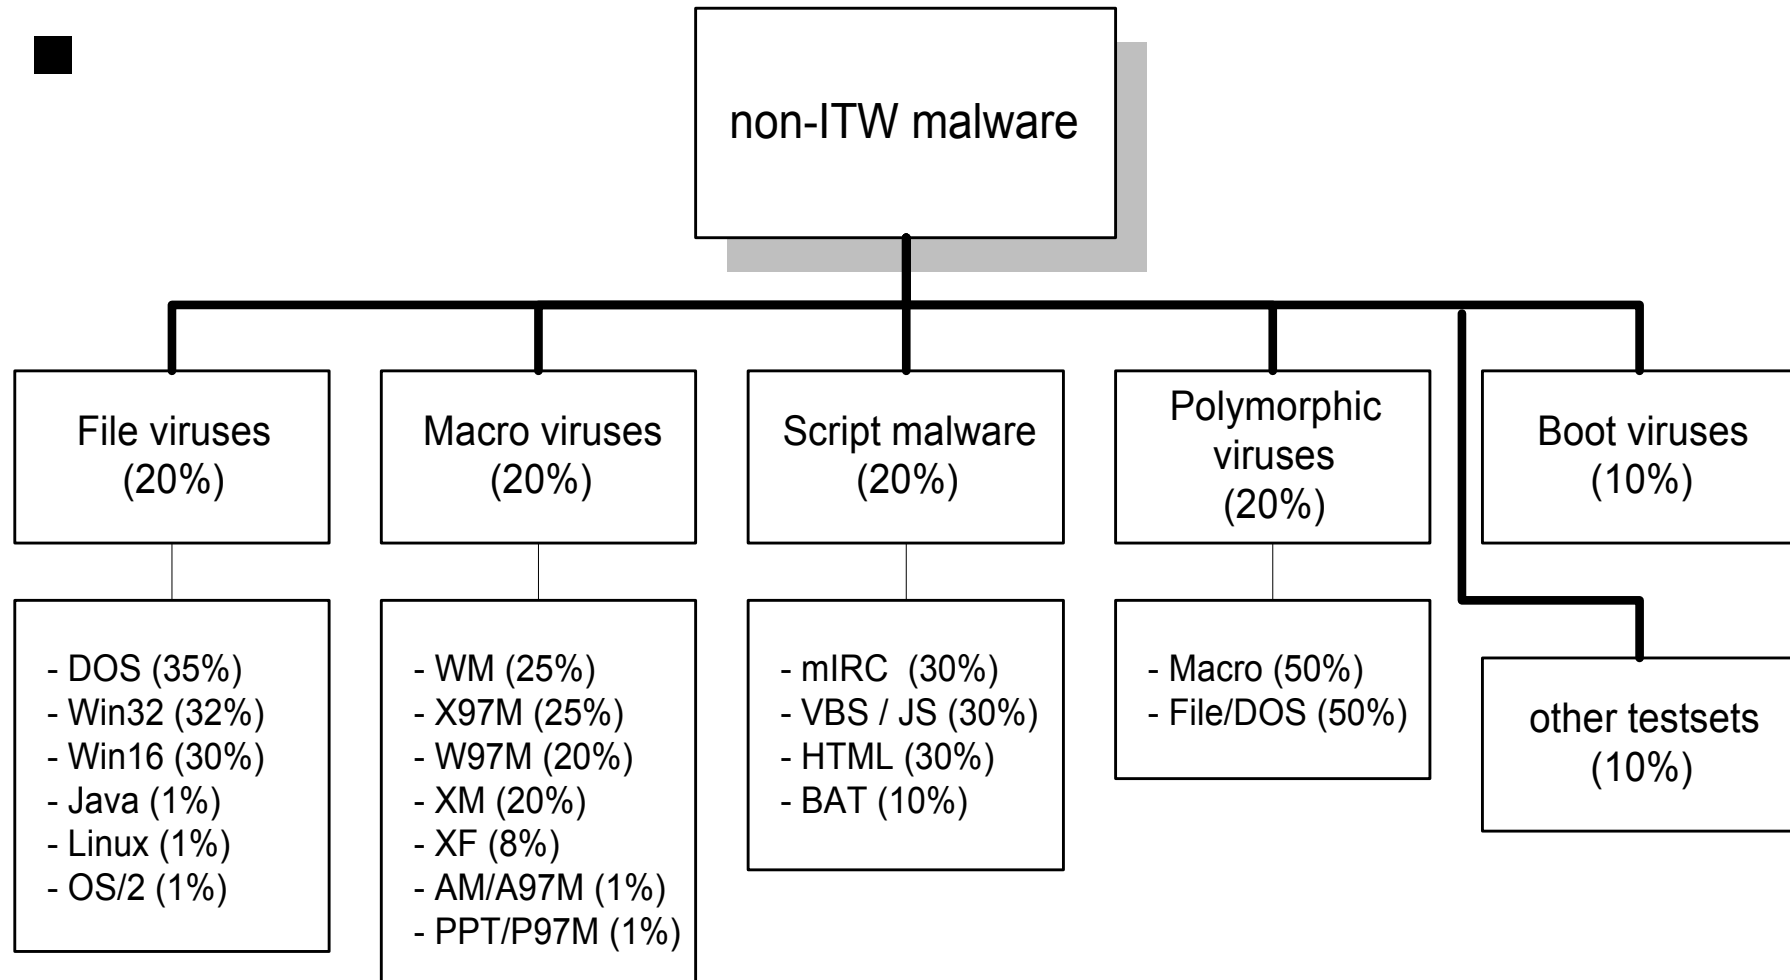 non-ITW malware
File viruses
(20%)
Macro viruses
(20%)
Script malware
(20%)
Polymorphic
viruses
(20%)
Boot viruses
(10%)
- DOS (35%)
- Win32 (32%)
- Win16 (30%)
- Java (1%)
- Linux (1%)
- OS/2 (1%)
- WM (25%)
- X97M (25%)
- W97M (20%)
- XM (20%)
- XF (8%)
- AM/A97M (1%)
- PPT/P97M (1%)
- mIRC  (30%)
- VBS / JS (30%)
- HTML (30%)
- BAT (10%)
- Macro (50%)
- File/DOS (50%)
other testsets
(10%)